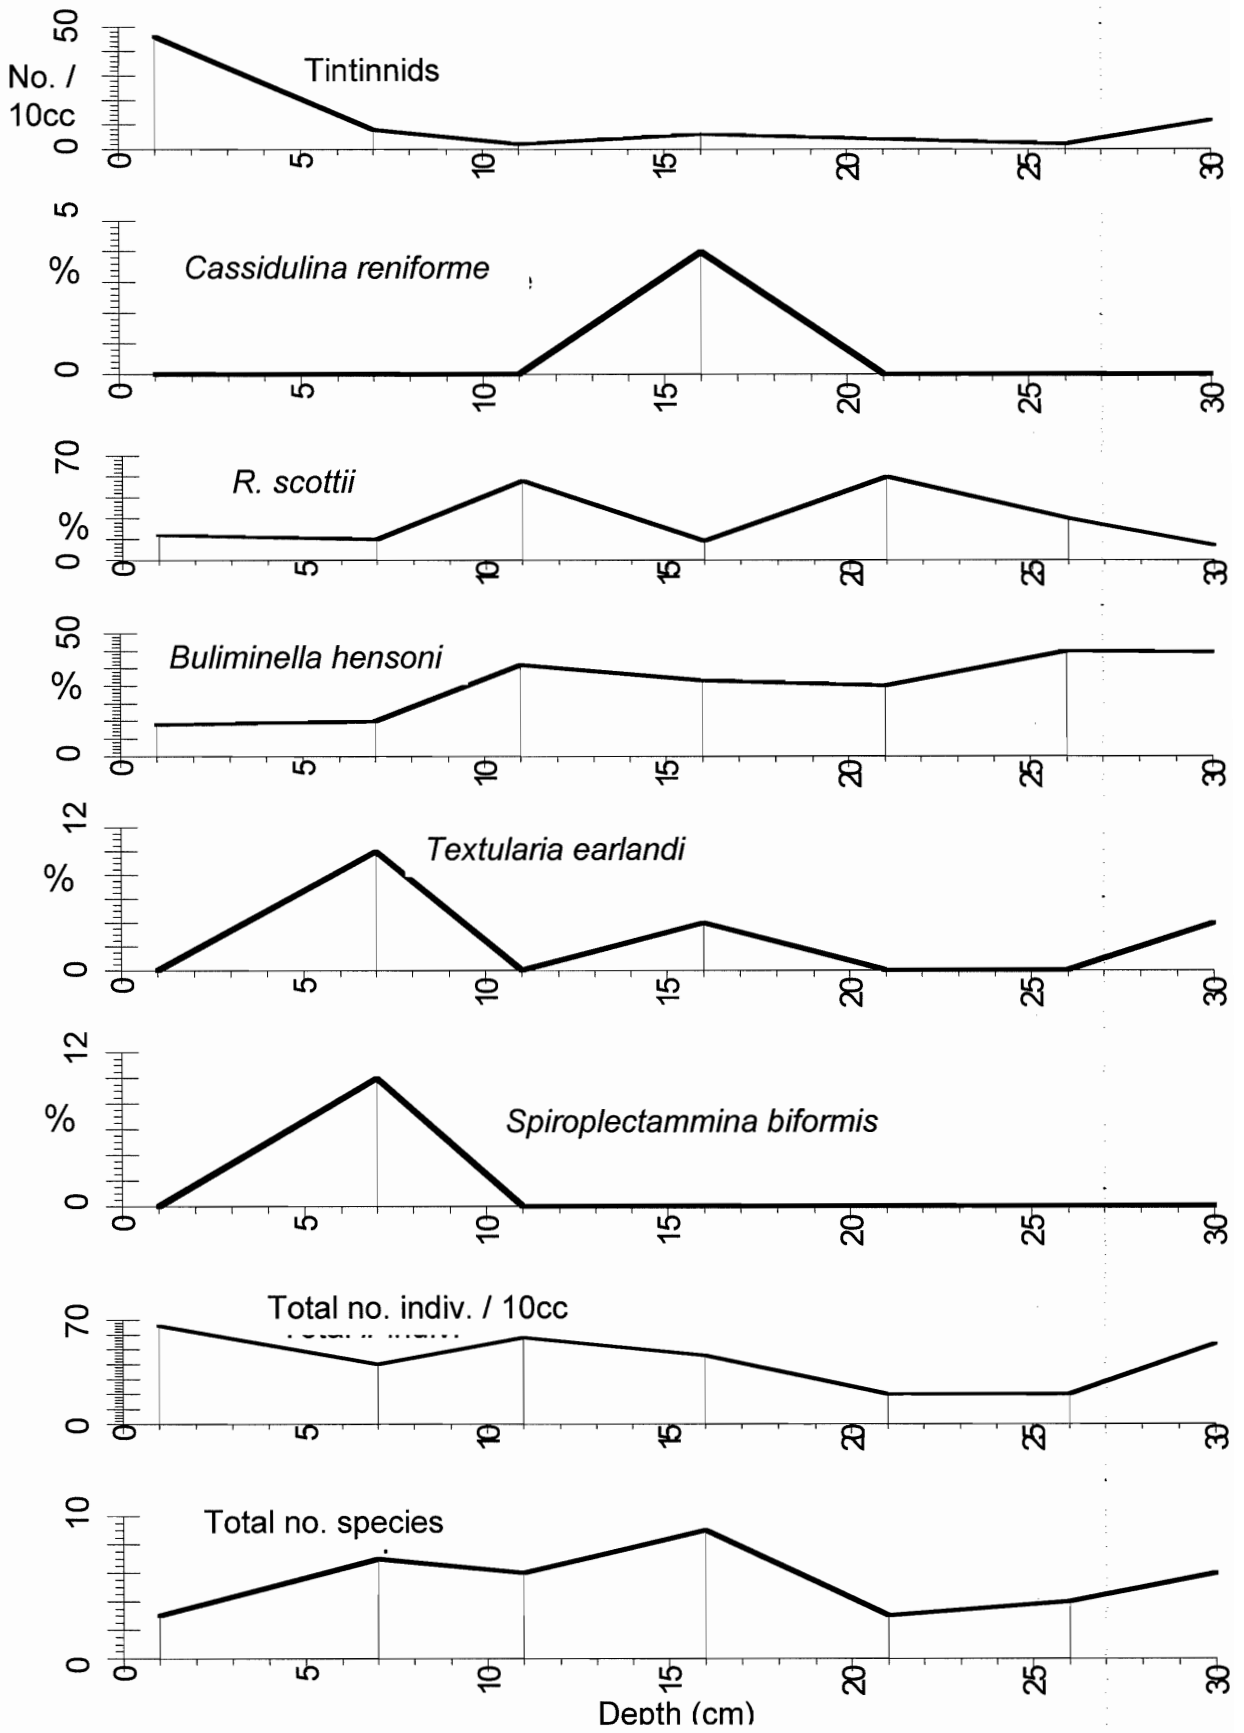 50
No. /
10cc
Tintinnids
0
0 5 10 15 20 25 30
5
%
Cassidulina reniforme
0
0 5 10 15 20 25 30
70
R. scottii
%
0
0 5 10 15 20 25 30
50
Buliminella hensoni
%
0
0 5 10 15 20 25 30
12
Textularia earlandi
%
0
0 5 10 15 20 25 30
12
%
Spiroplectammina biformis
0
0 5 10 15 20 25 30
Total no. indiv. / 10cc
70
0
0 5 10 15 20 25 30
10
Total no. species
0
0 5 10 15 20 25 30
Depth (cm)